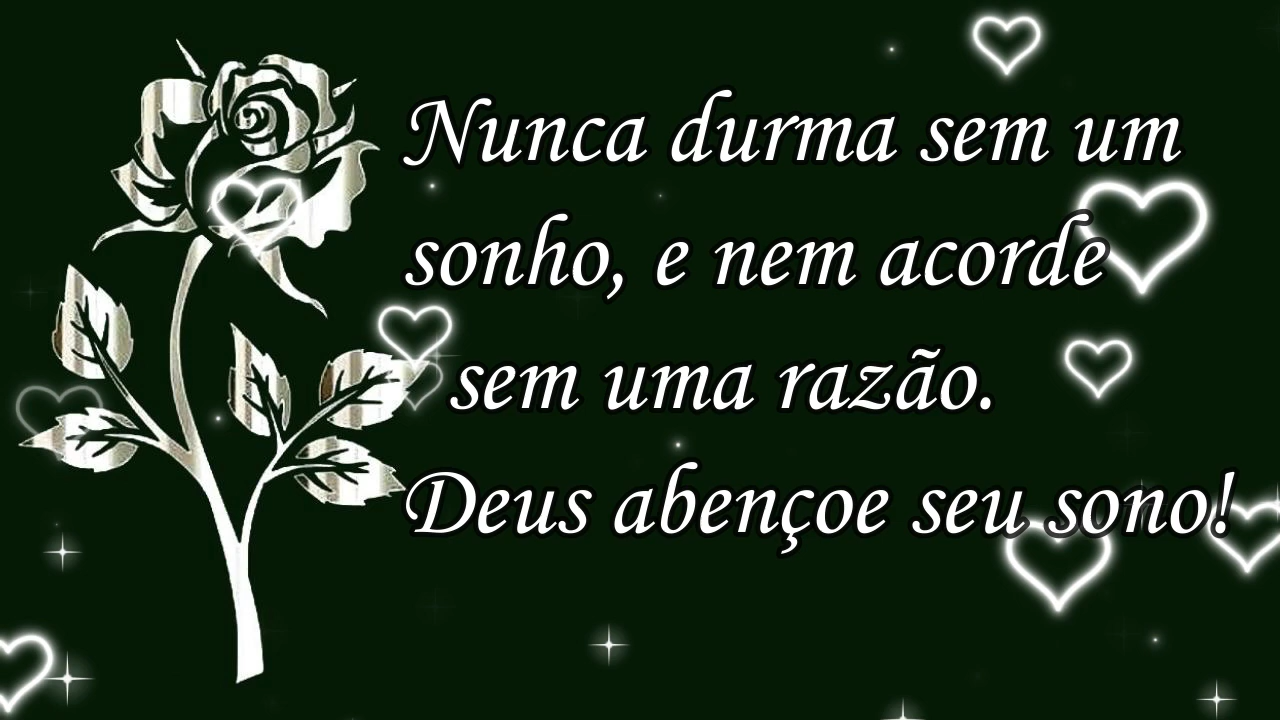 Nunca durma sem um
sonho, e nem acorde
sem uma razão.
Deus abençoe seu sono!